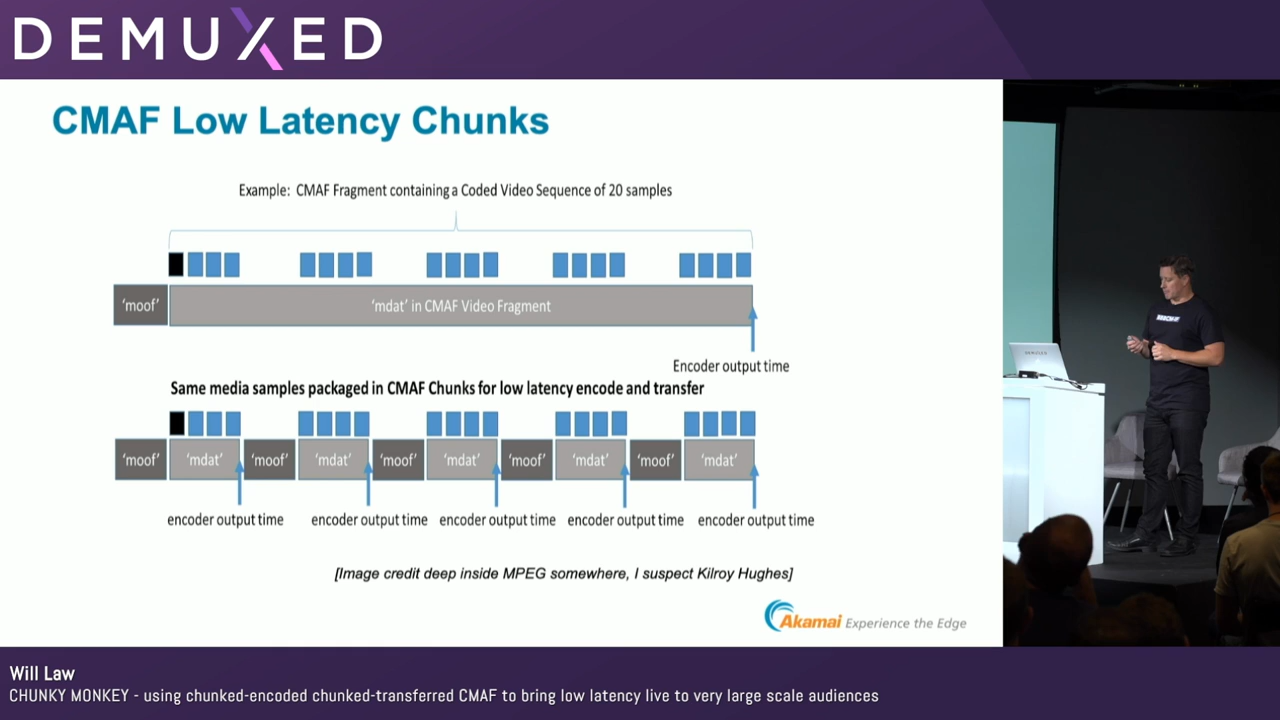 DEMUXED
CMAF Low Latency Chunks
Example: CMAF Fragment containing a Coded Video Sequence of 20 samples
'moof' 'mdat' in CMAF Video Fragment
Encoder output time
Same media samples packaged in CMAF Chunks for low latency encode and transfer
'moof' 'mdat' 'moof' 'mdat' 'moof' 'mdat' 'moof' 'mdat' 'moof' 'mdat'
encoder output time encoder output time encoder output time encoder output time encoder output time
[Image credit deep inside MPEG somewhere, I suspect Kilroy Hughes]
Akamai Experience the Edge
Will Law
CHUNKY MONKEY - using chunked-encoded chunked-transferred CMAF to bring low latency live to very large scale audiences